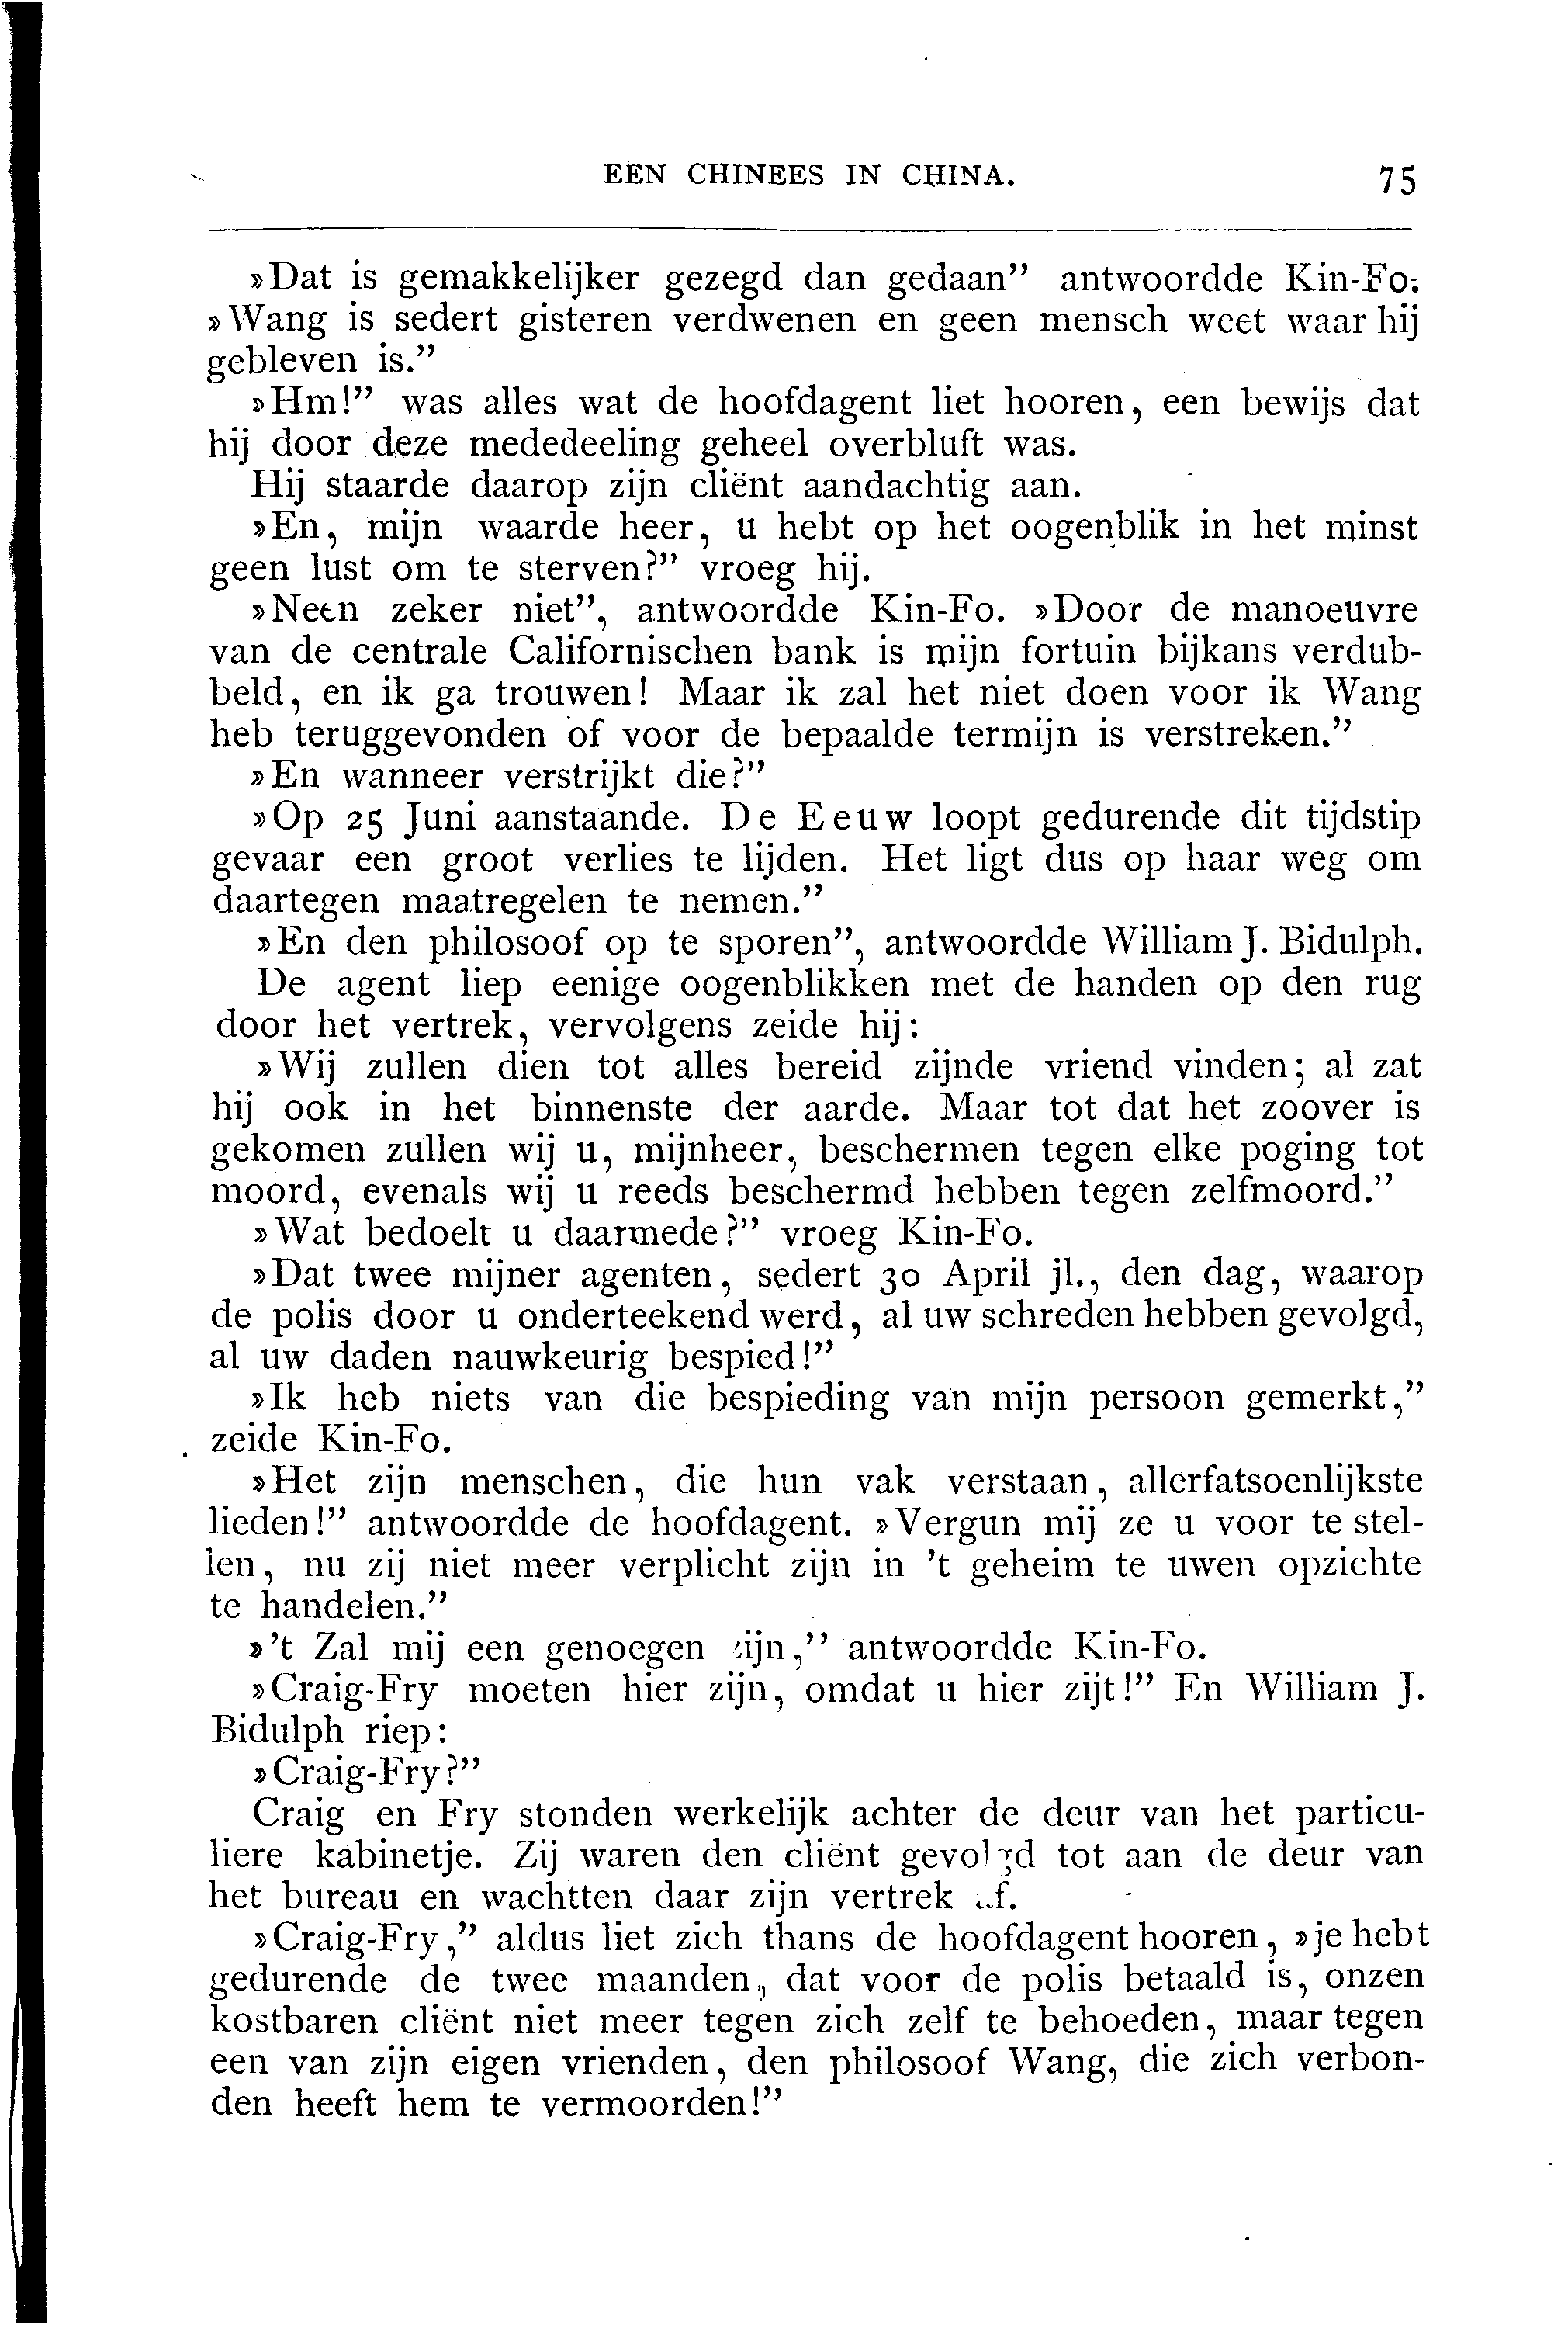 EEN CHINEES IN CHINA. 75
»Dat is gemakkelijker gezegd dan gedaan” antwoordde Kin-Fo.
»Wang is sedert gisteren verdwenen en geen mensch weet waar hij
gebleven is.”
»Hm!” was alles wat de hoofdagent liet hooren, een bewijs dat
hij door deze mededeeling geheel overbluft was.
Hij staarde daarop zijn cliënt aandachtig aan.
»En, mijn waarde heer, u hebt op het oogenblik in het minst
geen lust om te sterven?” vroeg hij.
»Neen zeker niet”, antwoordde Kin-Fo. »Door de manoeuvre
van de centrale Californischen bank is mijn fortuin bijkans verdub-
beld, en ik ga trouwen! Maar ik zal het niet doen voor ik Wang
heb teruggevonden of voor de bepaalde termijn is verstreken.”
»En wanneer verstrijkt die?”
»Op 25 Juni aanstaande. De Eeuw loopt gedurende dit tijdstip
gevaar een groot verlies te lijden. Het ligt dus op haar weg om
daartegen maatregelen te nemen.”
»En den philosoof op te sporen”, antwoordde William J. Bidulph.
De agent liep eenige oogenblikken met de handen op den rug
door het vertrek, vervolgens zeide hij:
»Wij zullen dien tot alles bereid zijnde vriend vinden; al zat
hij ook in het binnenste der aarde. Maar tot dat het zoover is
gekomen zullen wij u, mijnheer, beschermen tegen elke poging tot
moord, evenals wij u reeds beschermd hebben tegen zelfmoord.”
»Wat bedoelt u daarmede?” vroeg Kin-Fo.
»Dat twee mijner agenten, sedert 30 April jl., den dag, waarop
de polis door u onderteekend werd, al uw schreden hebben gevolgd,
al uw daden nauwkeurig bespied!”
»Ik heb niets van die bespieding van mijn persoon gemerkt,”
zeide Kin-Fo.
»Het zijn menschen, die hun vak verstaan, allerfatsoenlijkste
lieden!” antwoordde de hoofdagent. »Vergun mij ze u voor te stel-
len, nu zij niet meer verplicht zijn in ’t geheim te uwen opzichte
te handelen.”
»’t Zal mij een genoegen zijn,” antwoordde Kin-Fo.
»Craig-Fry moeten hier zijn, omdat u hier zijt!” En William J.
Bidulph riep:
»Craig-Fry?”
Craig en Fry stonden werkelijk achter de deur van het particu-
liere kabinetje. Zij waren den cliënt gevolgd tot aan de deur van
het bureau en wachtten daar zijn vertrek af.
»Craig-Fry,” aldus liet zich thans de hoofdagent hooren, »je hebt
gedurende de twee maanden, dat voor de polis betaald is, onzen
kostbaren cliënt niet meer tegen zich zelf te behoeden, maar tegen
een van zijn eigen vrienden, den philosoof Wang, die zich verbon-
den heeft hem te vermoorden!”